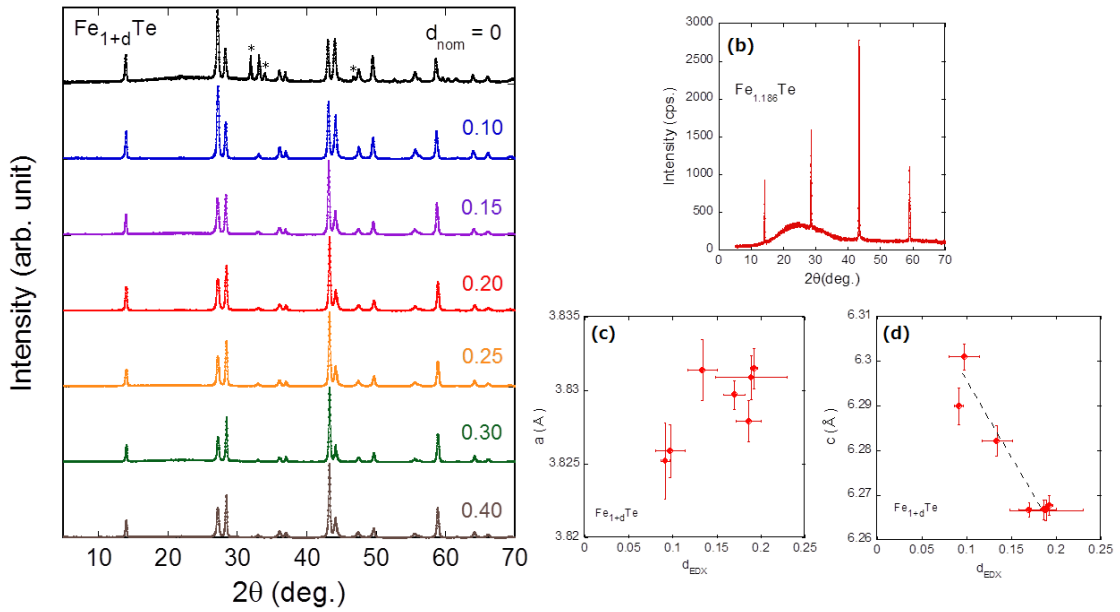 Fe1+dTe
dnom = 0
*
*
*
0.10
0.15
0.20
0.25
0.30
0.40
Intensity (arb. unit)
10 20 30 40 50 60 70
2θ (deg.)
(b)
Fe1.186Te
Intensity (cps.)
3000
2500
2000
1500
1000
500
0
0 10 20 30 40 50 60 70
2θ(deg.)
(c)
a ( Å )
3.835
3.83
3.825
3.82
Fe1+dTe
0 0.05 0.1 0.15 0.2 0.25
dEDX
(d)
c ( Å )
6.31
6.3
6.29
6.28
6.27
6.26
Fe1+dTe
0 0.05 0.1 0.15 0.2 0.25
dEDX